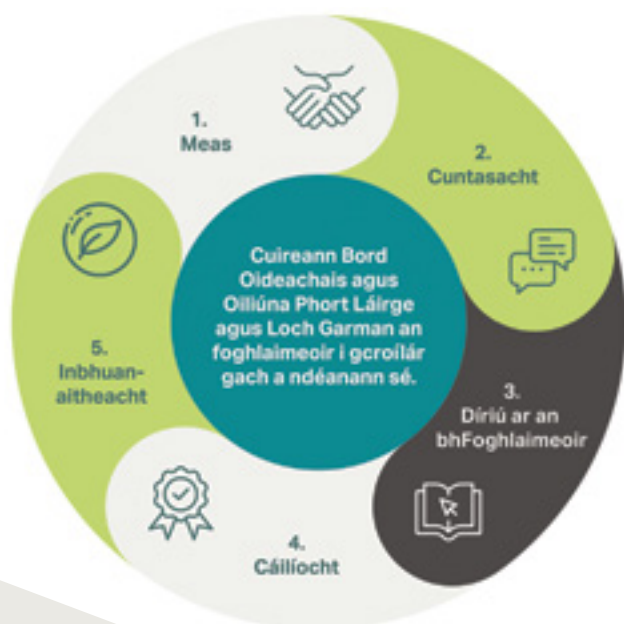 1.
Meas
2.
Cuntasacht
Cuireann Bord
Oideachais agus
Oiliúna Phort Láirge
agus Loch Garman an
foghlaimeoir i gcroílár
gach a ndéanann sé.
3.
Díriú ar an
bhFoghlaimeoir
4.
Cáilíocht
5.
Inbhuan-
aitheacht